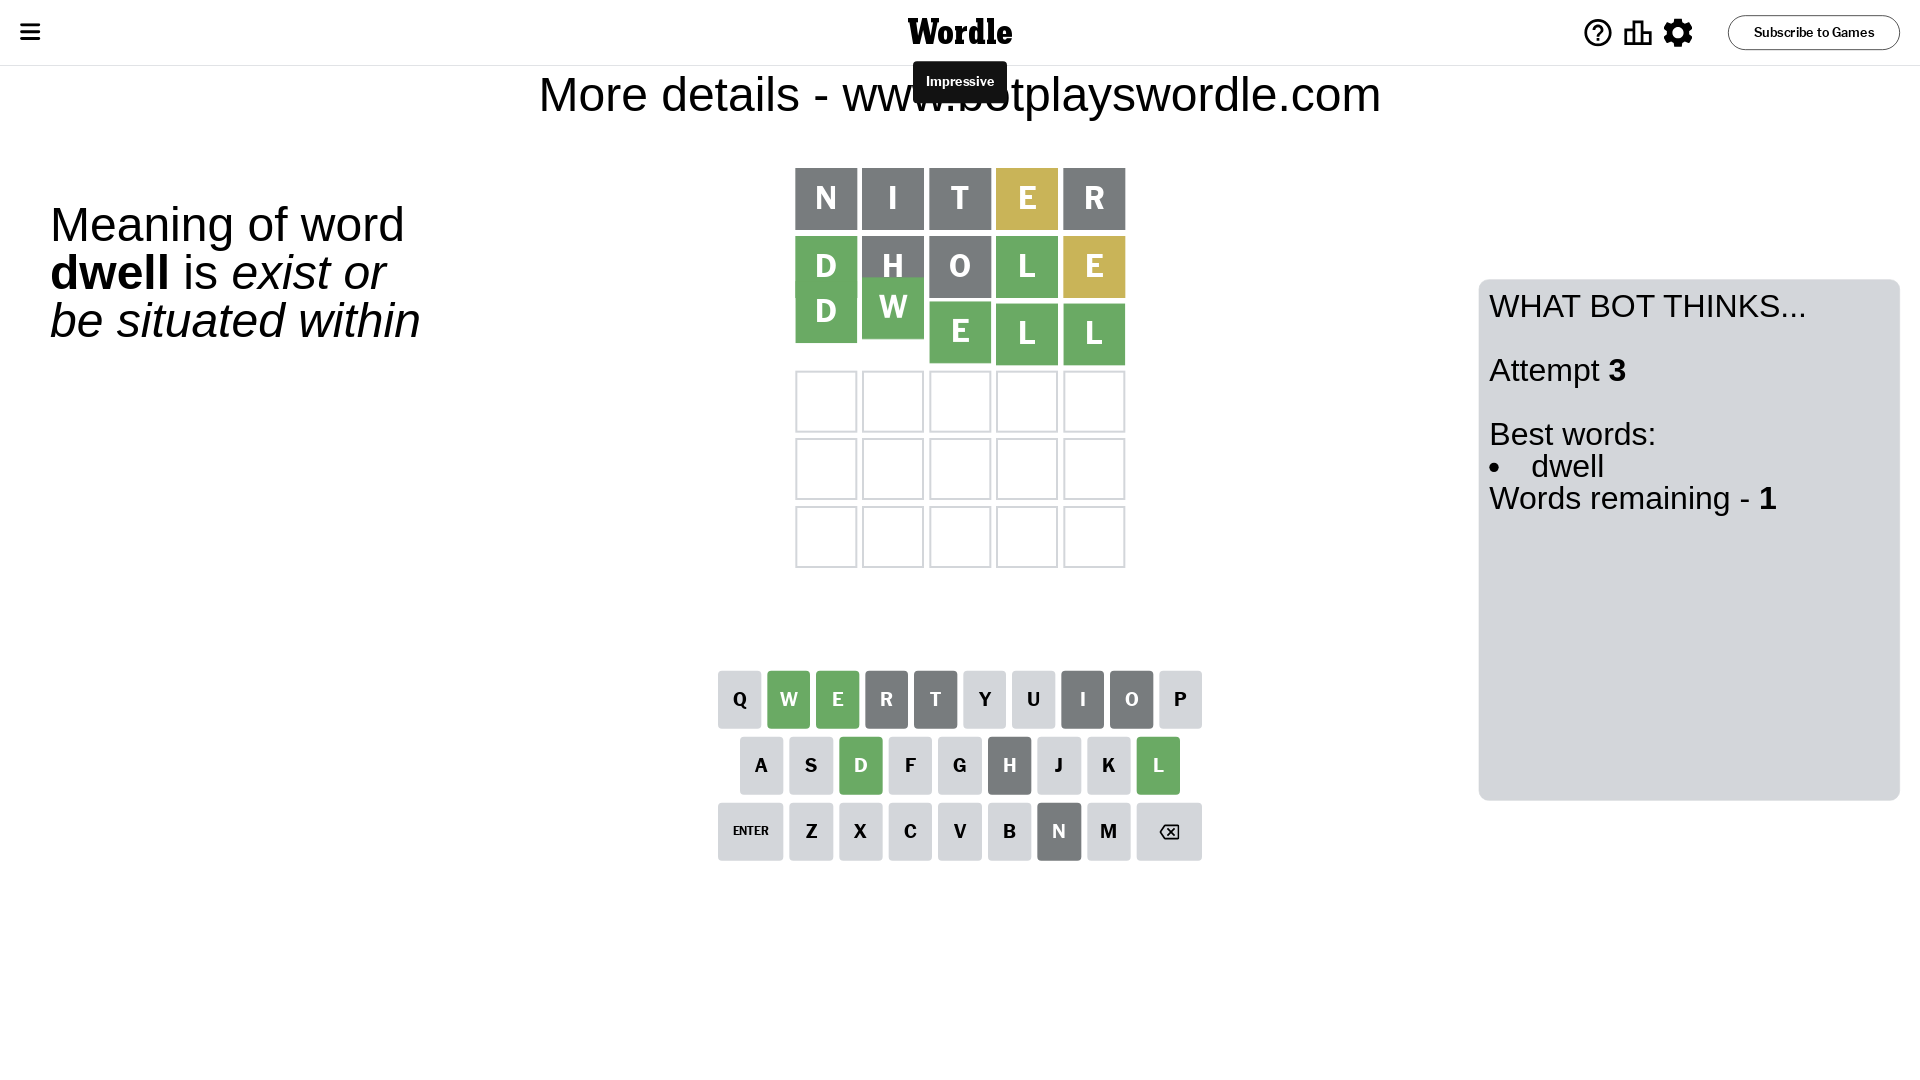 Wordle
Subscribe to Games
Impressive
More details - www.botplayswordle.com
Meaning of word
dwell is exist or
be situated within
N I T E R
D H O L E
D W E L L
WHAT BOT THINKS...
Attempt 3
Best words:
• dwell
Words remaining - 1
Q W E R T Y U I O P
A S D F G H J K L
ENTER Z X C V B N M